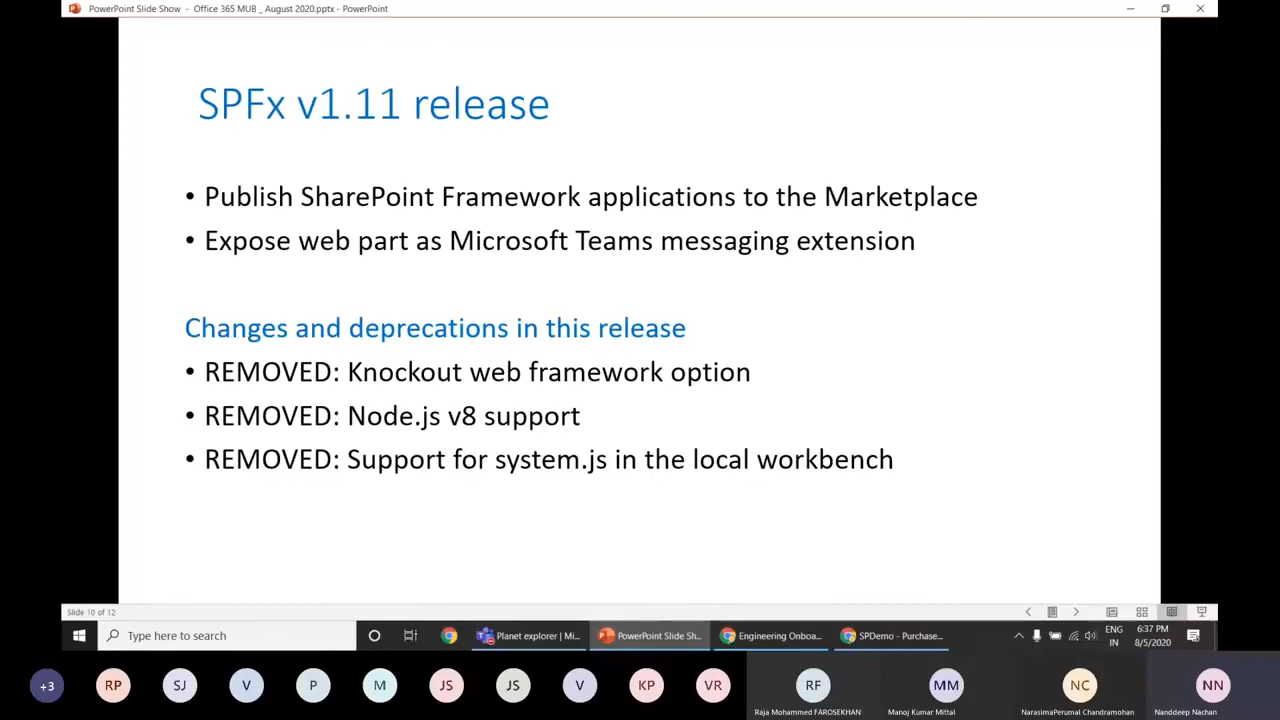 PowerPoint Slide Show - Office 365 MUB _ August 2020.pptx - PowerPoint
SPFx v1.11 release
• Publish SharePoint Framework applications to the Marketplace
• Expose web part as Microsoft Teams messaging extension
Changes and deprecations in this release
• REMOVED: Knockout web framework option
• REMOVED: Node.js v8 support
• REMOVED: Support for system.js in the local workbench
Slide 10 of 12
Type here to search
Planet explorer | Mi...
PowerPoint Slide Sh...
Engineering Onboa...
SPDemo - Purchase...
ENG
IN
6:37 PM
8/5/2020
+3
RP
SJ
V
P
M
JS
JS
V
KP
VR
RF
MM
NC
NN
Raja Mohammed FAROSEKHAN
Manoj Kumar Mittal
NarasimaPerumal Chandramohan
Nanddeep Nachan